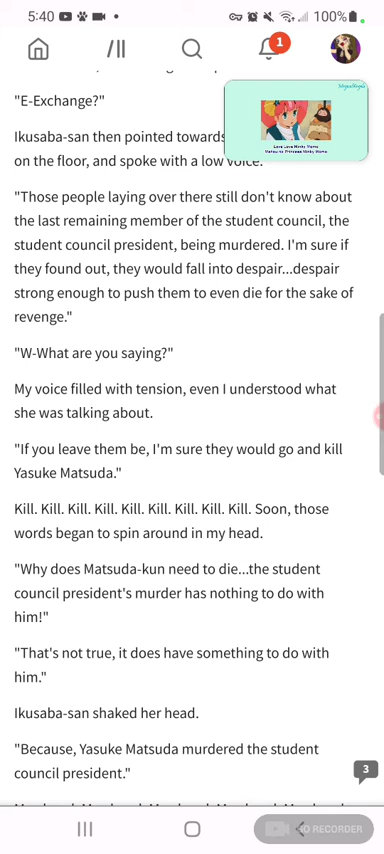 5:40
100%
1
"E-Exchange?"
Ikusaba-san then pointed towards
on the floor, and spoke with a low voice.
"Those people laying over there still don't know about
the last remaining member of the student council, the
student council president, being murdered. I'm sure if
they found out, they would fall into despair...despair
strong enough to push them to even die for the sake of
revenge."
"W-What are you saying?"
My voice filled with tension, even I understood what
she was talking about.
"If you leave them be, I'm sure they would go and kill
Yasuke Matsuda."
Kill. Kill. Kill. Kill. Kill. Kill. Kill. Kill. Kill. Soon, those
words began to spin around in my head.
"Why does Matsuda-kun need to die...the student
council president's murder has nothing to do with
him!"
"That's not true, it does have something to do with
him."
Ikusaba-san shaked her head.
"Because, Yasuke Matsuda murdered the student
council president."
3
RECORDER